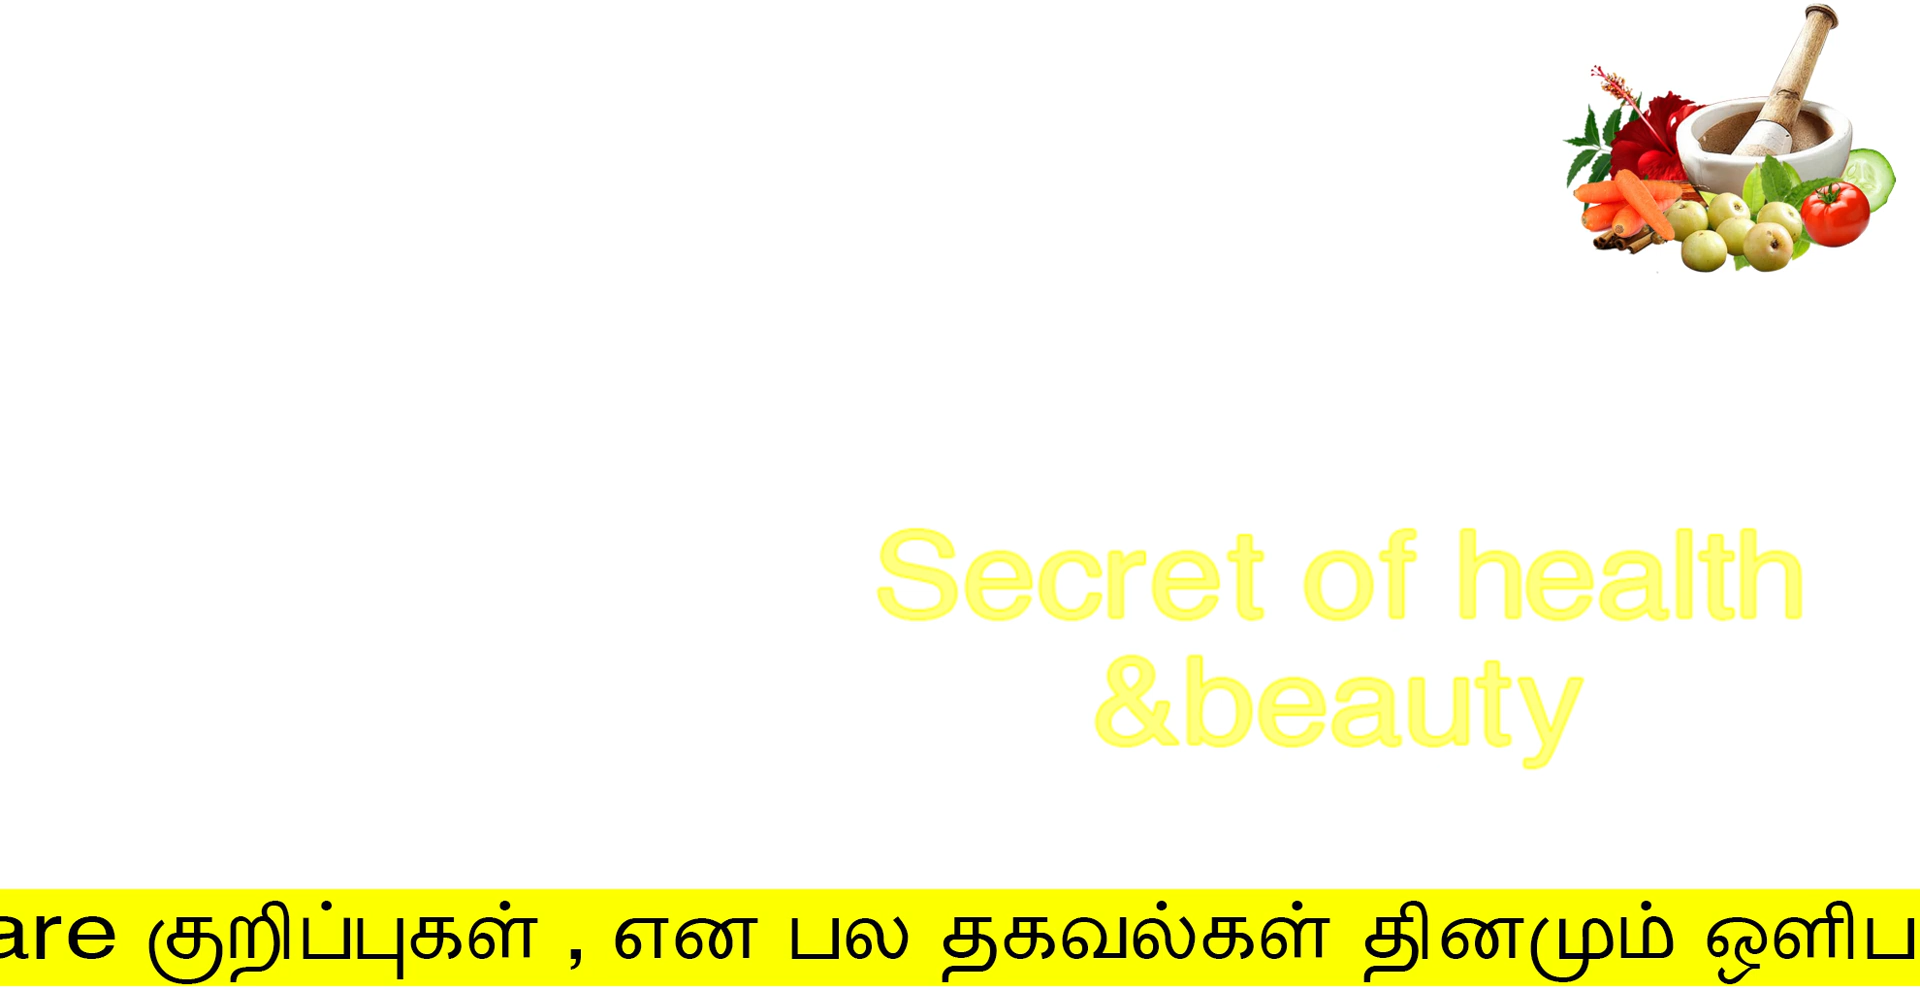 Secret of health
&beauty
are குறிப்புகள் , என பல தகவல்கள் தினமும் ஒளிப